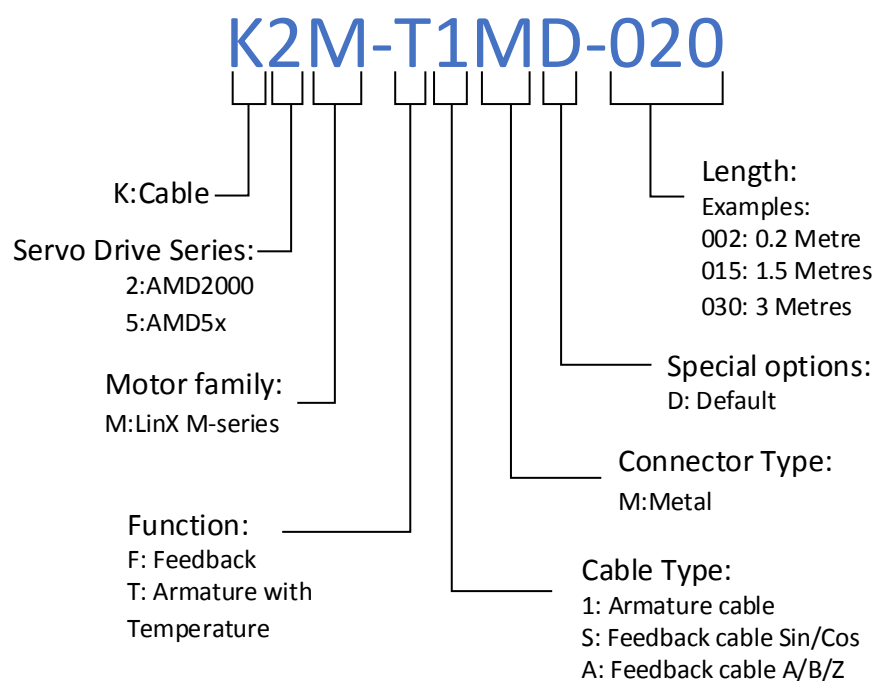 K2M-T1MD-020
K:Cable
Servo Drive Series:
2:AMD2000
5:AMD5x
Motor family:
M:LinX M-series
Function:
F: Feedback
T: Armature with
Temperature
Length:
Examples:
002: 0.2 Metre
015: 1.5 Metres
030: 3 Metres
Special options:
D: Default
Connector Type:
M:Metal
Cable Type:
1: Armature cable
S: Feedback cable Sin/Cos
A: Feedback cable A/B/Z